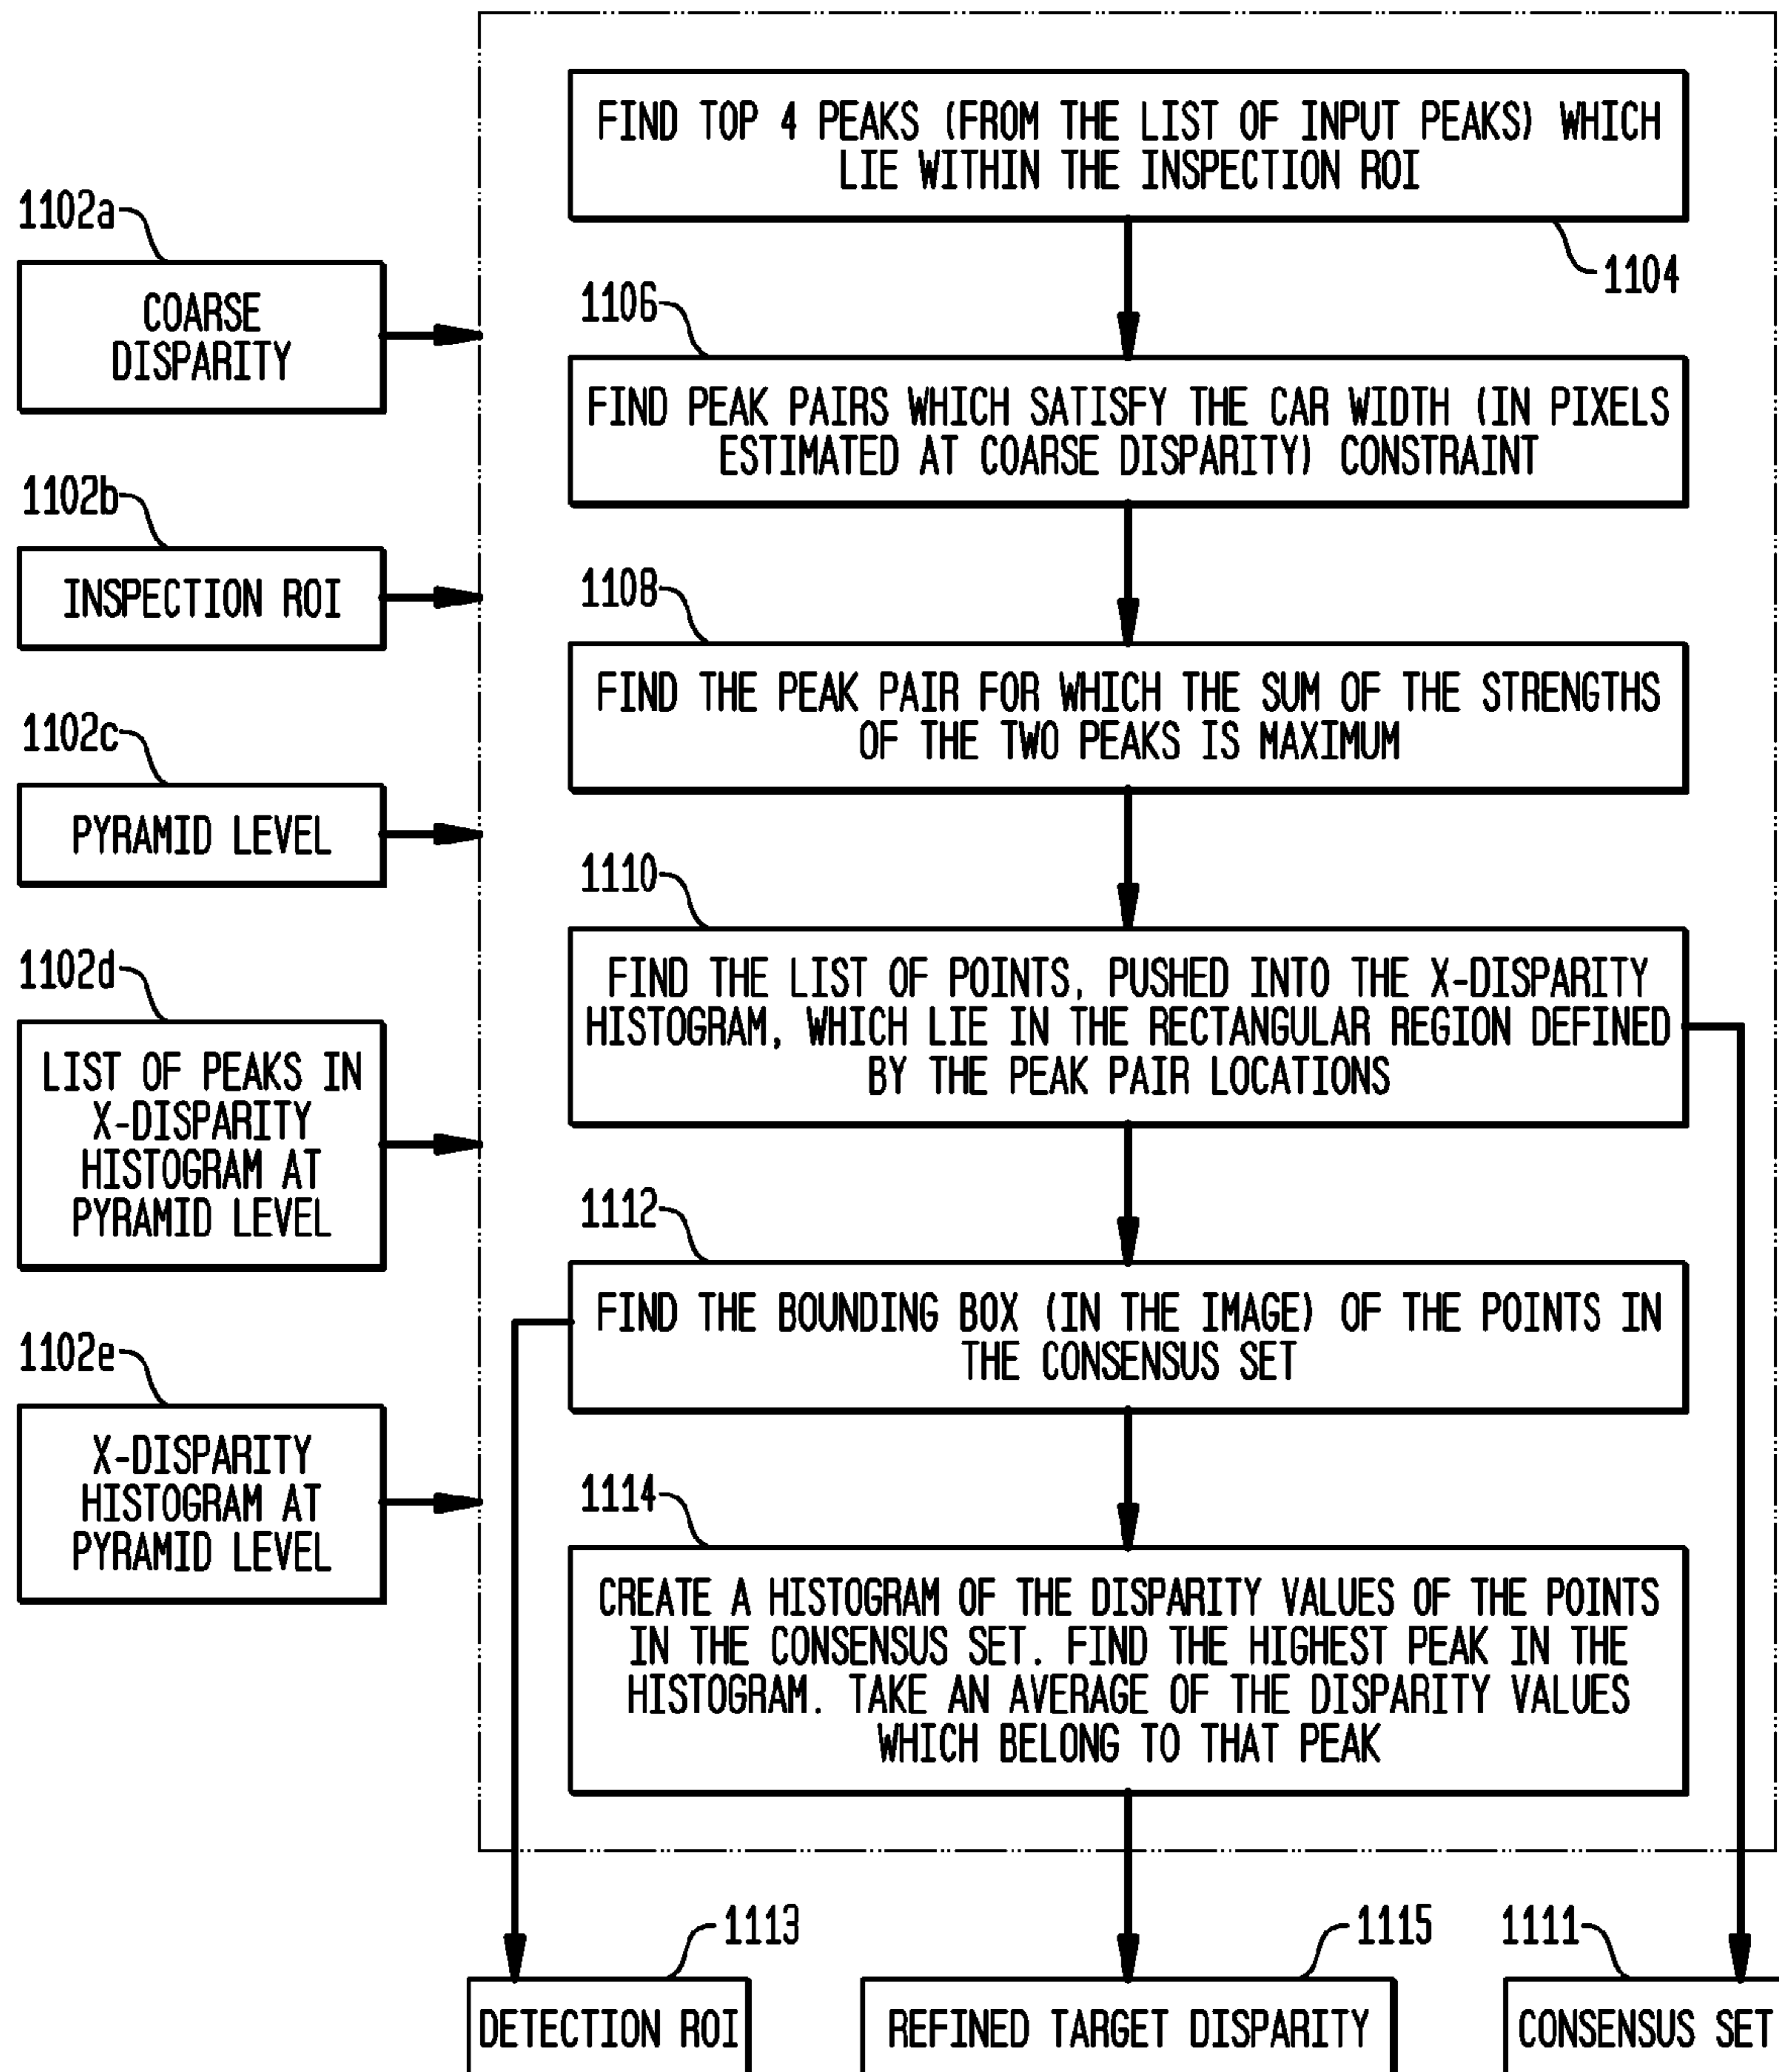 FIND TOP 4 PEAKS (FROM THE LIST OF INPUT PEAKS) WHICH
LIE WITHIN THE INSPECTION ROI
1104
1102a
COARSE
DISPARITY
1106
FIND PEAK PAIRS WHICH SATISFY THE CAR WIDTH (IN PIXELS
ESTIMATED AT COARSE DISPARITY) CONSTRAINT
1102b
INSPECTION ROI
1108
FIND THE PEAK PAIR FOR WHICH THE SUM OF THE STRENGTHS
OF THE TWO PEAKS IS MAXIMUM
1102c
PYRAMID LEVEL
1110
FIND THE LIST OF POINTS, PUSHED INTO THE X-DISPARITY
HISTOGRAM, WHICH LIE IN THE RECTANGULAR REGION DEFINED
BY THE PEAK PAIR LOCATIONS
1102d
LIST OF PEAKS IN
X-DISPARITY
HISTOGRAM AT
PYRAMID LEVEL
1112
FIND THE BOUNDING BOX (IN THE IMAGE) OF THE POINTS IN
THE CONSENSUS SET
1102e
X-DISPARITY
HISTOGRAM AT
PYRAMID LEVEL
1114
CREATE A HISTOGRAM OF THE DISPARITY VALUES OF THE POINTS
IN THE CONSENSUS SET. FIND THE HIGHEST PEAK IN THE
HISTOGRAM. TAKE AN AVERAGE OF THE DISPARITY VALUES
WHICH BELONG TO THAT PEAK
1113
DETECTION ROI
1115
REFINED TARGET DISPARITY
1111
CONSENSUS SET